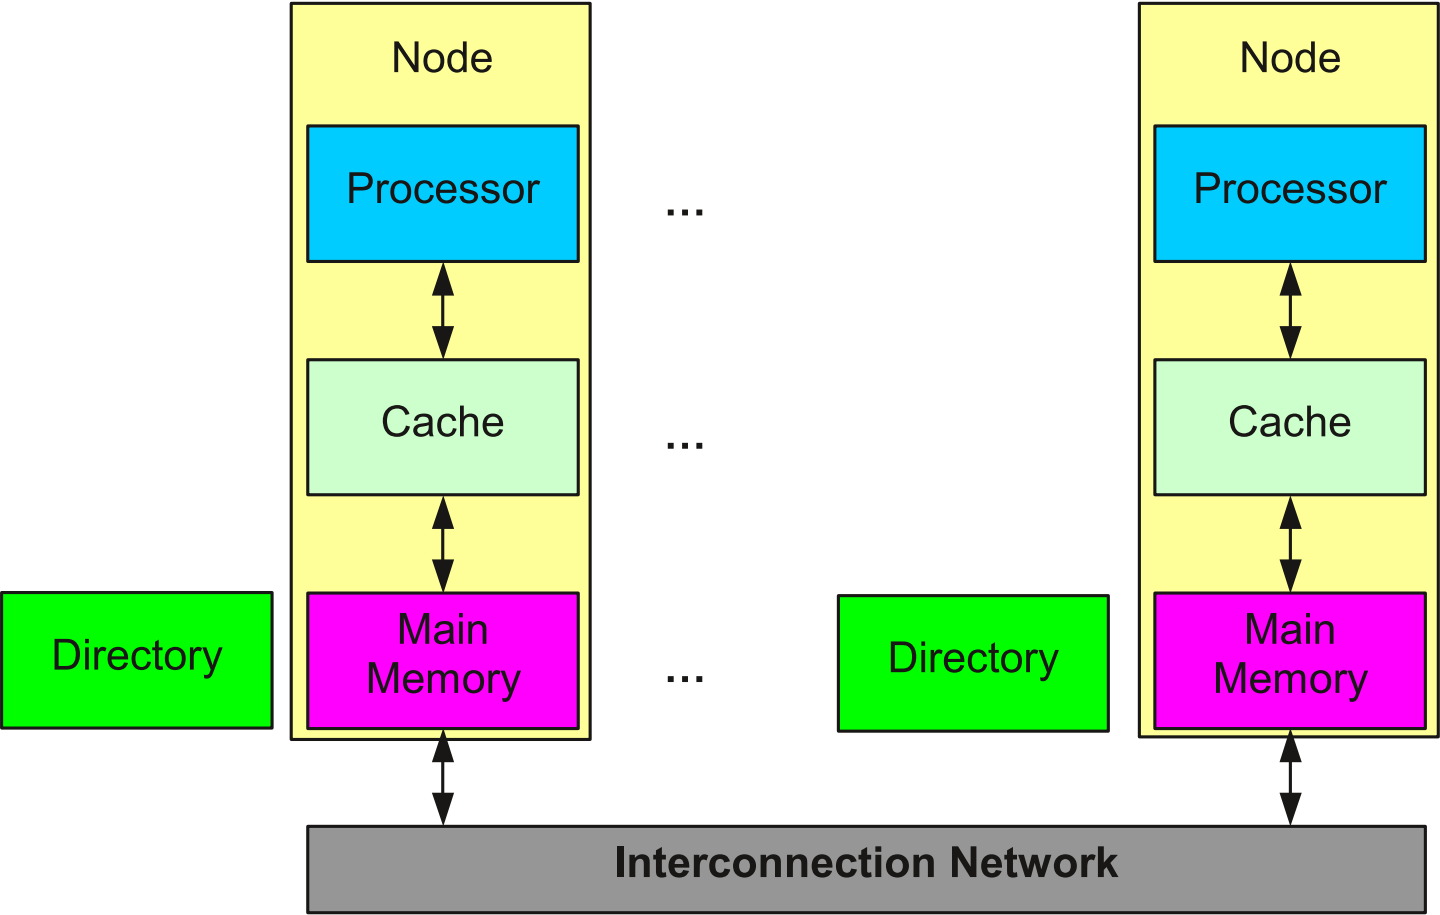 Node
Node
Processor
...
Processor
Cache
...
Cache
Directory
Main
Memory
...
Directory
Main
Memory
Interconnection Network